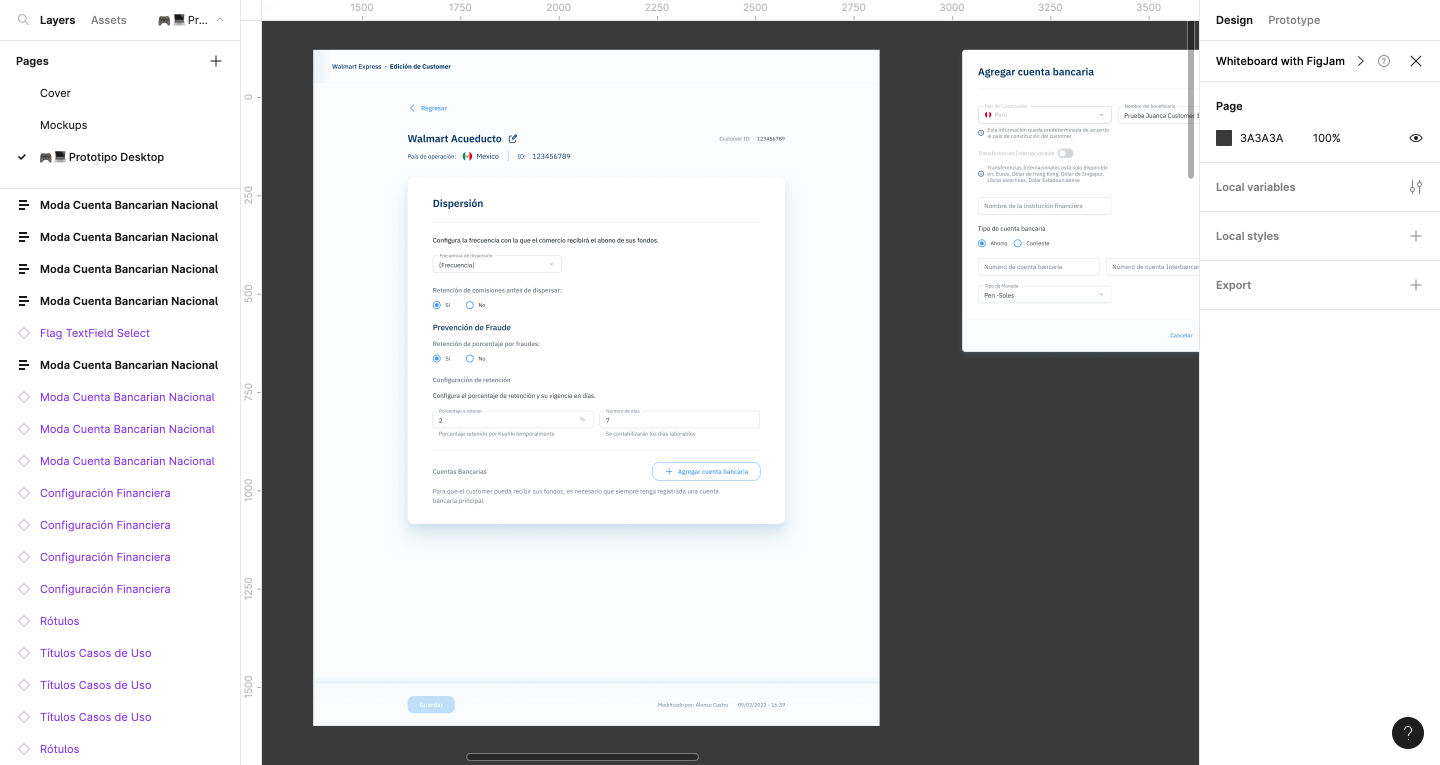 Layers
Assets
Pr...
Pages
Cover
Mockups
Prototipo Desktop
Moda Cuenta Bancarian Nacional
Moda Cuenta Bancarian Nacional
Moda Cuenta Bancarian Nacional
Moda Cuenta Bancarian Nacional
Flag TextField Select
Moda Cuenta Bancarian Nacional
Moda Cuenta Bancarian Nacional
Moda Cuenta Bancarian Nacional
Moda Cuenta Bancarian Nacional
Configuración Financiera
Configuración Financiera
Configuración Financiera
Configuración Financiera
Rótulos
Títulos Casos de Uso
Títulos Casos de Uso
Títulos Casos de Uso
Rótulos
1500 1750 2000 2250 2500 2750 3000 3250 3500
0
250
500
750
1000
1250
1500
Walmart Express - Edición de Customer
Regresar
Walmart Acueducto
Customer ID: 123456789
País de operación: Mexico ID: 123456789
Dispersión
Configura la frecuencia con la que el comercio recibirá el abono de sus fondos.
Frecuencia de dispersión
(Frecuencia)
Retención de comisiones antes de dispersar:
Sí No
Prevención de Fraude
Retención de porcentaje por fraudes:
Sí No
Configuración de retención
Configura el porcentaje de retención y su vigencia en días.
Porcentaje a retener
2 %
Porcentaje retenido por Kushki temporalmente
Número de días
7
Se contabilizarán los días laborables
Cuentas Bancarias
Agregar cuenta bancaria
Para que el customer pueda recibir sus fondos, es necesario que siempre tenga registrada una cuenta
bancaria principal
Guardar
Modificado por: Alonso Castro 09/02/2022 - 16:39
Agregar cuenta bancaria
País de Constitución
Perú
Nombre del beneficiario
Prueba Juanca Customer 1
Esta información queda predeterminada de acuerdo
al país de constitución del customer.
Transferencias Internacionales
Transferencias Internacionales está solo disponible
en: Euros, Dólar de Hong Kong, Dólar de Singapur,
Libras esterlinas, Dólar Estadounidense
Nombre de la institución financiera
Tipo de cuenta bancaria
Ahorro Corriente
Número de cuenta bancaria
Número de cuenta Interbancar
Tipo de Moneda
Pen -Soles
Cancelar
Design
Prototype
Whiteboard with FigJam
?
Page
3A3A3A 100%
Local variables
Local styles
Export
?